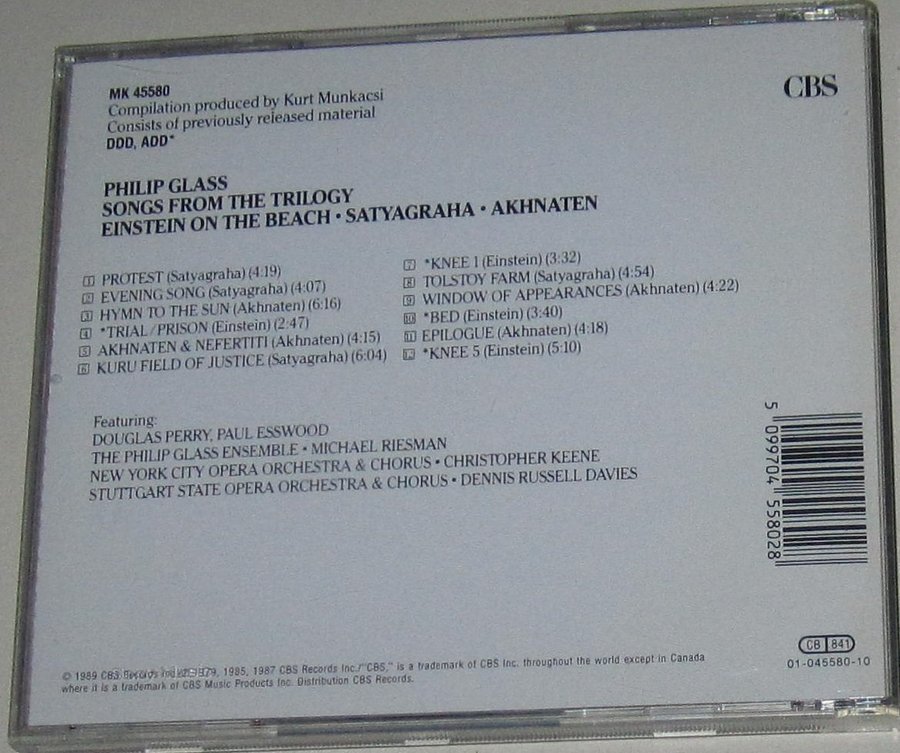 MK 45580
Compilation produced by Kurt Munkacsi
Consists of previously released material
DDD, ADD*
CBS
PHILIP GLASS
SONGS FROM THE TRILOGY
EINSTEIN ON THE BEACH • SATYAGRAHA • AKHNATEN
1 PROTEST (Satyagraha) (4:19)
2 EVENING SONG (Satyagraha) (4:07)
3 HYMN TO THE SUN (Akhnaten) (6:16)
4 *TRIAL/PRISON (Einstein) (2:47)
5 AKHNATEN & NEFERTITI (Akhnaten) (4:15)
6 KURU FIELD OF JUSTICE (Satyagraha) (6:04)
7 *KNEE 1 (Einstein) (3:32)
8 TOLSTOY FARM (Satyagraha) (4:54)
9 WINDOW OF APPEARANCES (Akhnaten) (4:22)
10 *BED (Einstein) (3:40)
11 EPILOGUE (Akhnaten) (4:18)
12 *KNEE 5 (Einstein) (5:10)
Featuring:
DOUGLAS PERRY, PAUL ESSWOOD
THE PHILIP GLASS ENSEMBLE • MICHAEL RIESMAN
NEW YORK CITY OPERA ORCHESTRA & CHORUS • CHRISTOPHER KEENE
STUTTGART STATE OPERA ORCHESTRA & CHORUS • DENNIS RUSSELL DAVIES
5 099704 558028
CB 841
01-045580-10
© 1989 CBS Records 1979, 1985, 1987 CBS Records Inc./"CBS," is a trademark of CBS Inc. throughout the world except in Canada
where it is a trademark of CBS Music Products Inc. Distribution CBS Records.